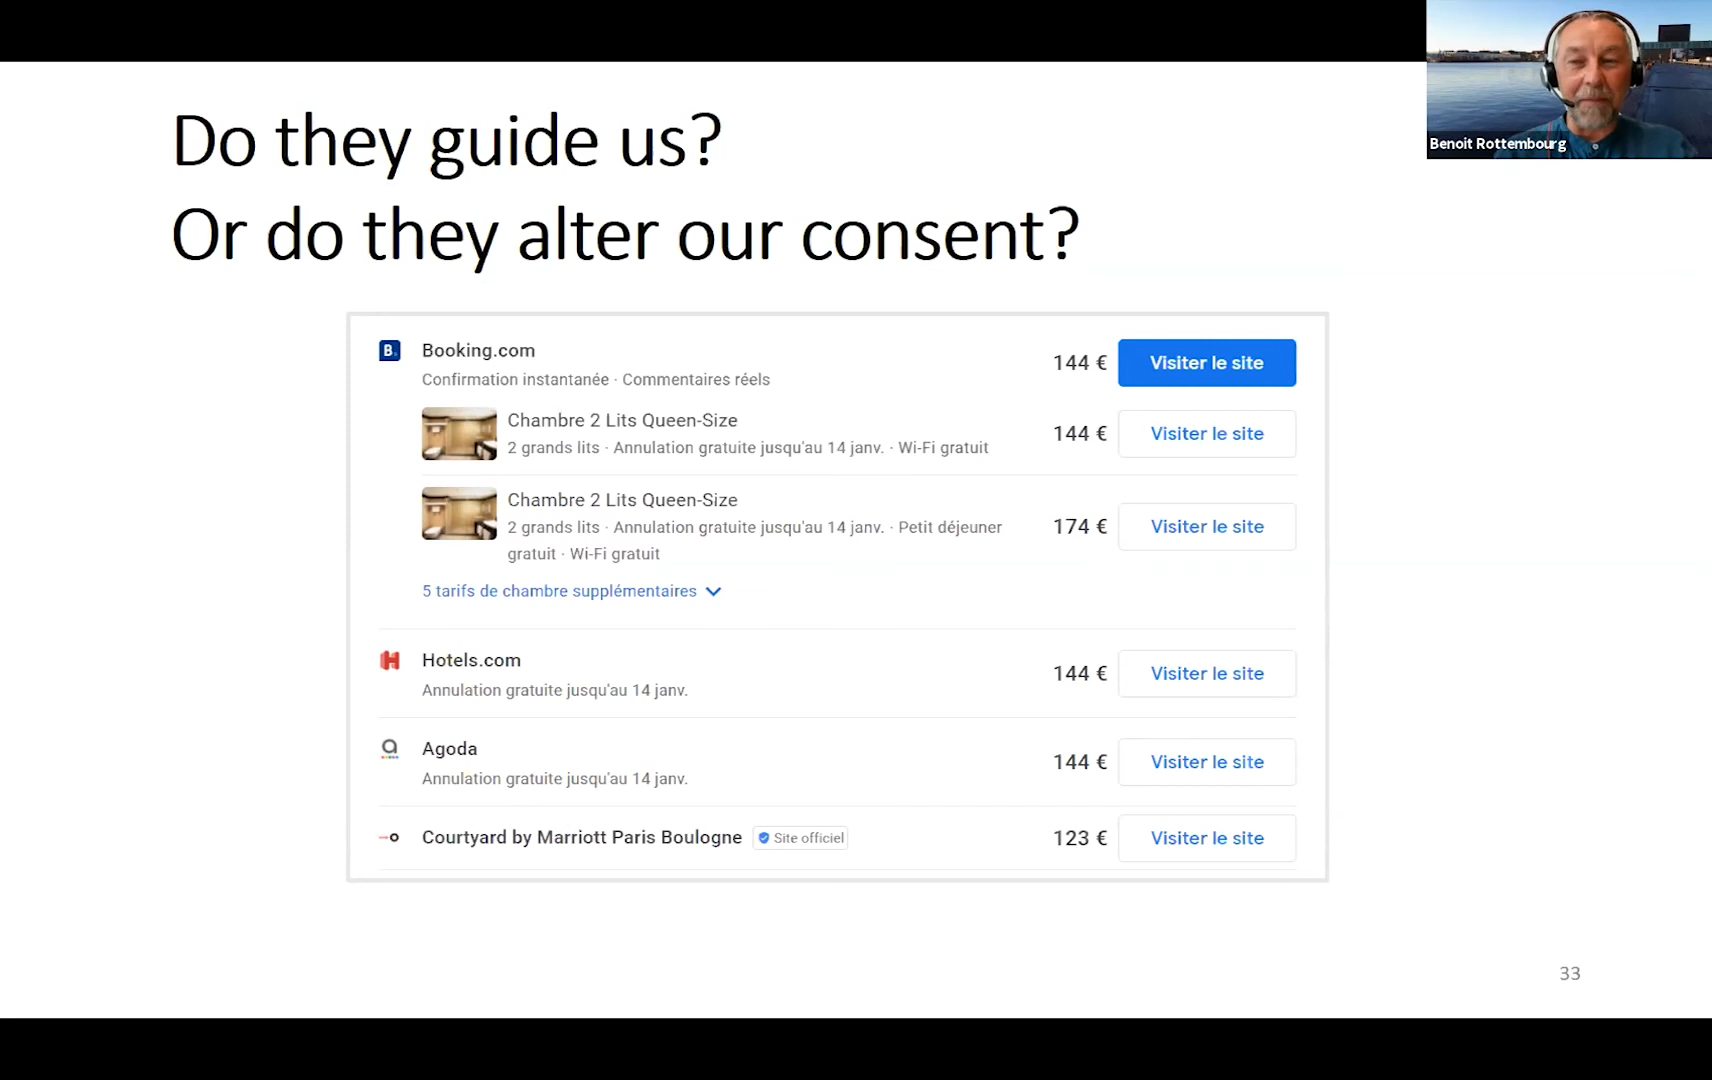 Do they guide us?
Or do they alter our consent?
Benoit Rottembourg
B.
Booking.com
Confirmation instantanée · Commentaires réels
144 €
Visiter le site
Chambre 2 Lits Queen-Size
2 grands lits · Annulation gratuite jusqu'au 14 janv. · Wi-Fi gratuit
144 €
Visiter le site
Chambre 2 Lits Queen-Size
2 grands lits · Annulation gratuite jusqu'au 14 janv. · Petit déjeuner
gratuit · Wi-Fi gratuit
174 €
Visiter le site
5 tarifs de chambre supplémentaires
Hotels.com
Annulation gratuite jusqu'au 14 janv.
144 €
Visiter le site
Agoda
Annulation gratuite jusqu'au 14 janv.
144 €
Visiter le site
Courtyard by Marriott Paris Boulogne
Site officiel
123 €
Visiter le site
33